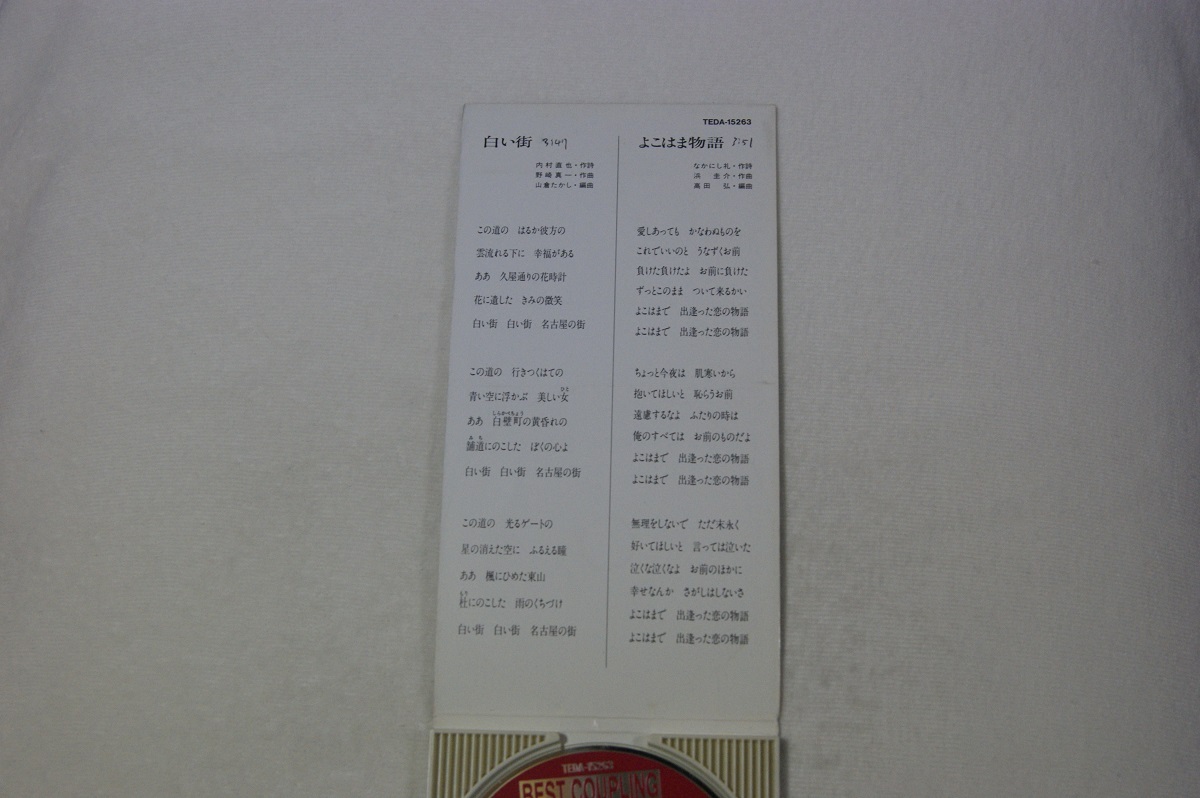 TEDA-15263
白い街 3'47
内村直也・作詩
野崎真一・作曲
山倉たかし・編曲
この道の　はるか彼方の
雲流れる下に　幸福がある
ああ　久屋通りの花時計
花に遺した　きみの微笑
白い街　白い街　名古屋の街
この道の　行きつくはての
青い空に浮かぶ　美しい女
ひと
ああ　白壁町の黄昏れの
しらかべちょう
舗道にのこした　ぼくの心よ
みち
白い街　白い街　名古屋の街
この道の　光るゲートの
星の消えた空に　ふるえる瞳
ああ　楓にひめた東山
杜にのこした　雨のくちづけ
もり
白い街　白い街　名古屋の街
よこはま物語 3'51
なかにし礼・作詩
浜　圭介・作曲
高田　弘・編曲
愛しあっても　かなわぬものを
これでいいのと　うなずくお前
負けた負けたよ　お前に負けた
ずっとこのまま　ついて来るかい
よこはまで　出逢った恋の物語
よこはまで　出逢った恋の物語
ちょっと今夜は　肌寒いから
抱いてほしいと　恥らうお前
遠慮するなよ　ふたりの時は
俺のすべては　お前のものだよ
よこはまで　出逢った恋の物語
よこはまで　出逢った恋の物語
無理をしないで　ただ末永く
好いてほしいと　言っては泣いた
泣くな泣くなよ　お前のほかに
幸せなんか　さがしはしないさ
よこはまで　出逢った恋の物語
よこはまで　出逢った恋の物語
TEDA-15263
BEST COUPLING